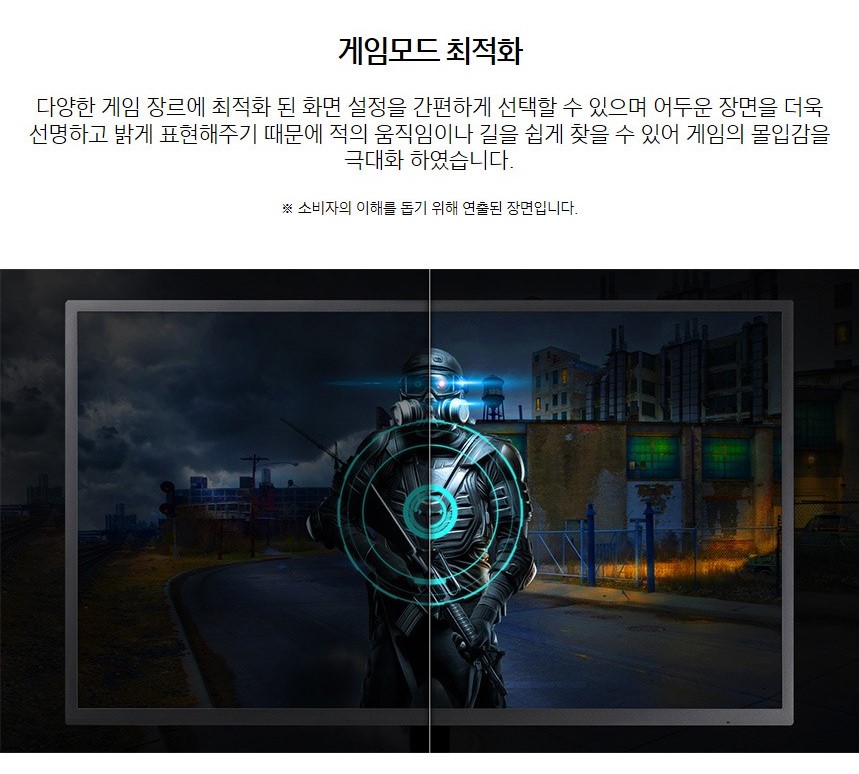 게임모드 최적화
다양한 게임 장르에 최적화 된 화면 설정을 간편하게 선택할 수 있으며 어두운 장면을 더욱
선명하고 밝게 표현해주기 때문에 적의 움직임이나 길을 쉽게 찾을 수 있어 게임의 몰입감을
극대화 하였습니다.
※ 소비자의 이해를 돕기 위해 연출된 장면입니다.